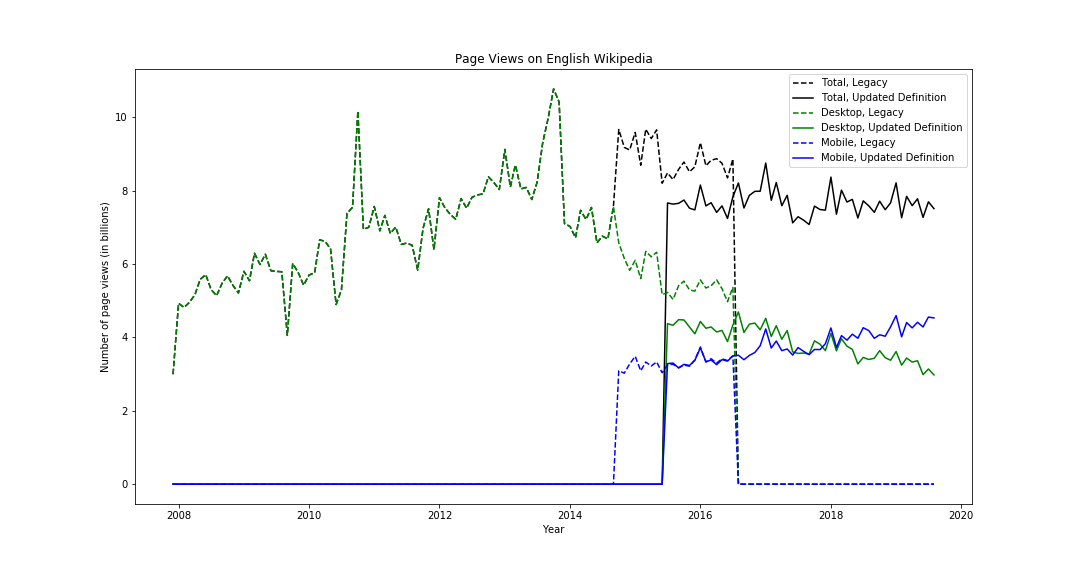 Page Views on English Wikipedia
Total, Legacy
Total, Updated Definition
Desktop, Legacy
Desktop, Updated Definition
Mobile, Legacy
Mobile, Updated Definition
Number of page views (in billions)
10
8
6
4
2
0
2008 2010 2012 2014 2016 2018 2020
Year